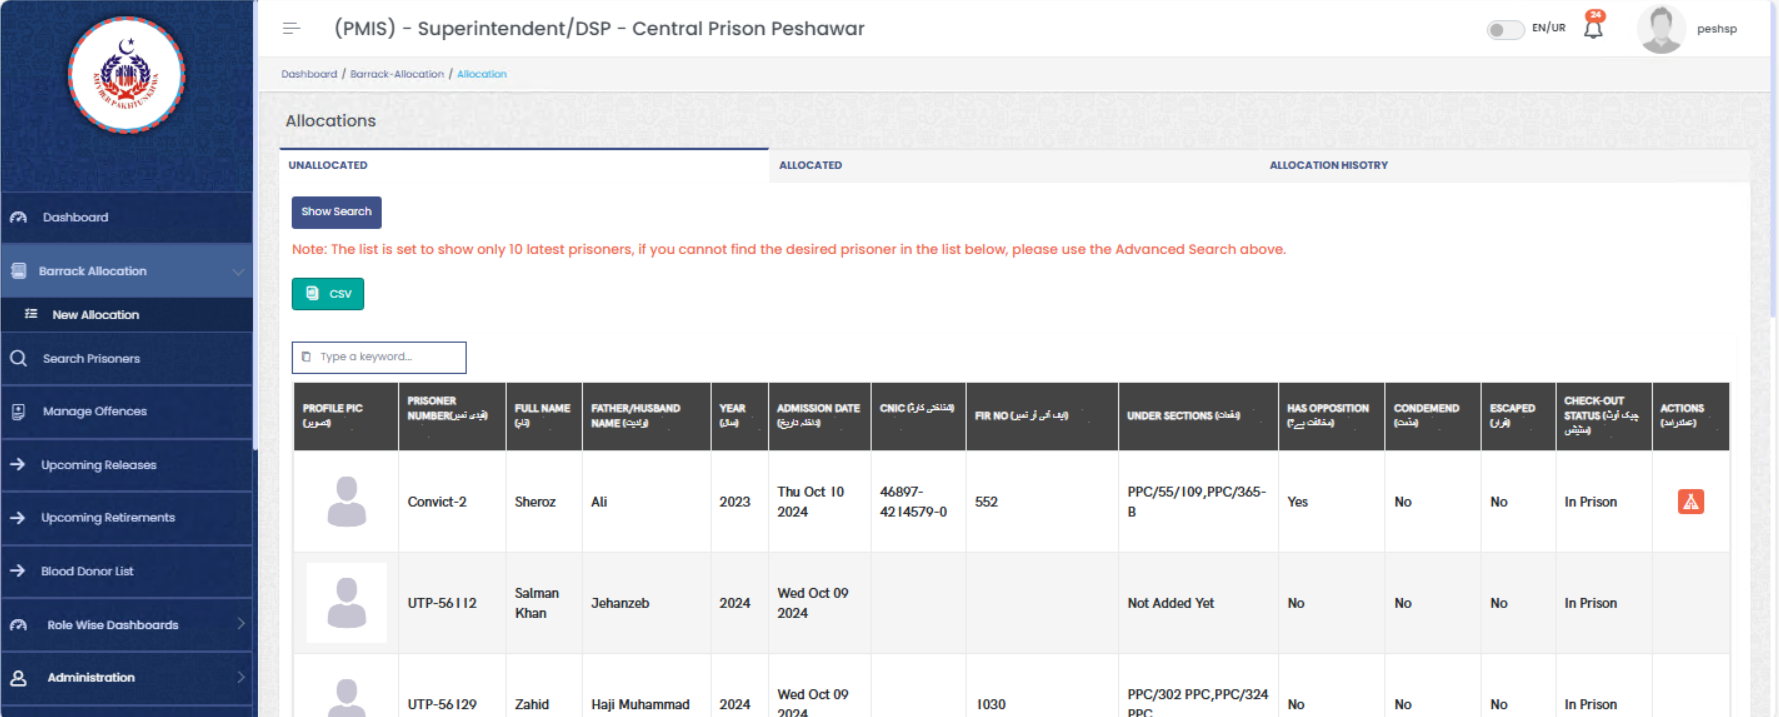 (PMIS) - Superintendent/DSP - Central Prison Peshawar
EN/UR
24
peshsp
Dashboard / Barrack-Allocation / Allocation
Allocations
UNALLOCATED
ALLOCATED
ALLOCATION HISOTRY
Show Search
Note: The list is set to show only 10 latest prisoners, if you cannot find the desired prisoner in the list below, please use the Advanced Search above.
CSV
Type a keyword...
PRISONS
KHYBER PAKHTUNKHWA
Dashboard
Barrack Allocation
New Allocation
Search Prisoners
Manage Offences
Upcoming Releases
Upcoming Retirements
Blood Donor List
Role Wise Dashboards
Administration
PROFILE PIC (تصویر)
PRISONER NUMBER(قیدی نمبر)
FULL NAME (نام)
FATHER/HUSBAND NAME (ولدیت)
YEAR (سال)
ADMISSION DATE (داخلہ تاریخ)
CNIC (شناختی کارڈ)
FIR NO (ایف آئی آر نمبر)
UNDER SECTIONS (دفعات)
HAS OPPOSITION (مخالفت ہے؟)
CONDEMEND
ESCAPED (فرار)
CHECK-OUT STATUS (چیک آوٹ سٹیٹس)
ACTIONS (عملدرامد)
Convict-2
Sheroz
Ali
2023
Thu Oct 10
2024
46897-
4214579-0
552
PPC/55/109,PPC/365-
B
Yes
No
No
In Prison
UTP-56112
Salman
Khan
Jehanzeb
2024
Wed Oct 09
2024
Not Added Yet
No
No
No
In Prison
UTP-56129
Zahid
Haji Muhammad
2024
Wed Oct 09
2024
1030
PPC/302 PPC,PPC/324
PPC
No
No
No
In Prison